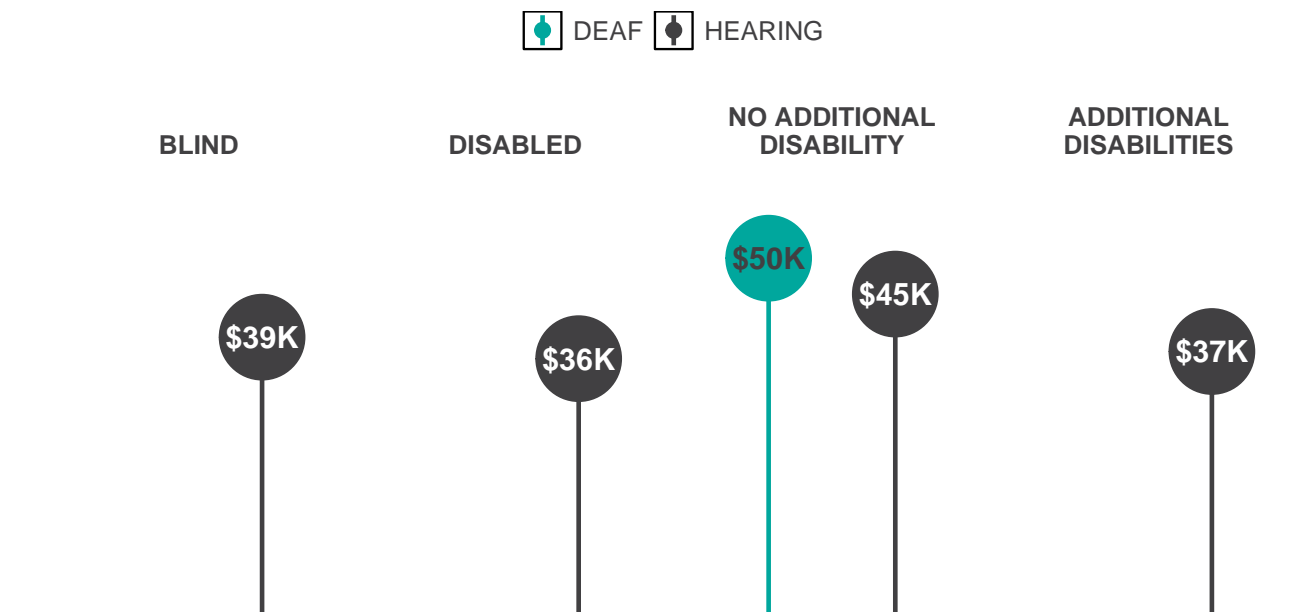 DEAF HEARING
BLIND
DISABLED
NO ADDITIONAL
DISABILITY
ADDITIONAL
DISABILITIES
$39K
$36K
$50K
$45K
$37K